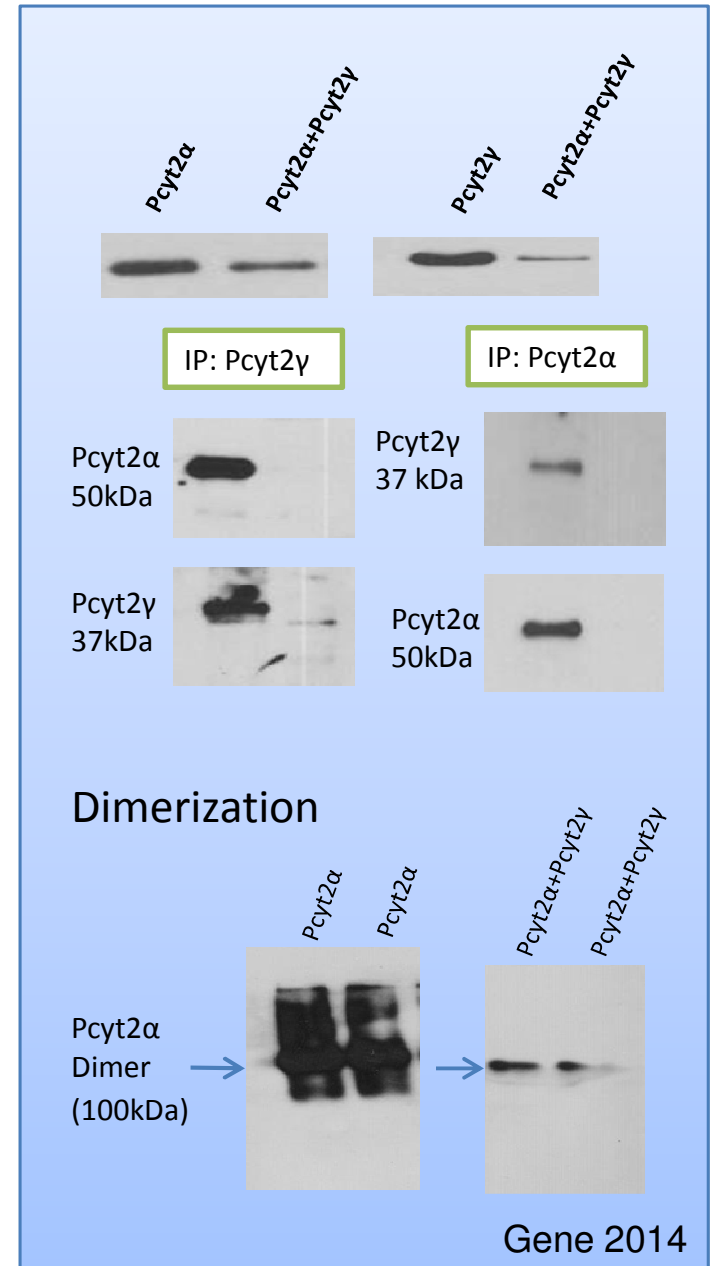 Pcyt2α
Pcyt2α+Pcyt2γ
Pcyt2γ
Pcyt2α+Pcyt2γ
IP: Pcyt2γ
IP: Pcyt2α
Pcyt2α
50kDa
Pcyt2γ
37 kDa
Pcyt2γ
37kDa
Pcyt2α
50kDa
Dimerization
Pcyt2α
Pcyt2α
Pcyt2α+Pcyt2γ
Pcyt2α+Pcyt2γ
Pcyt2α
Dimer
(100kDa)
Gene 2014